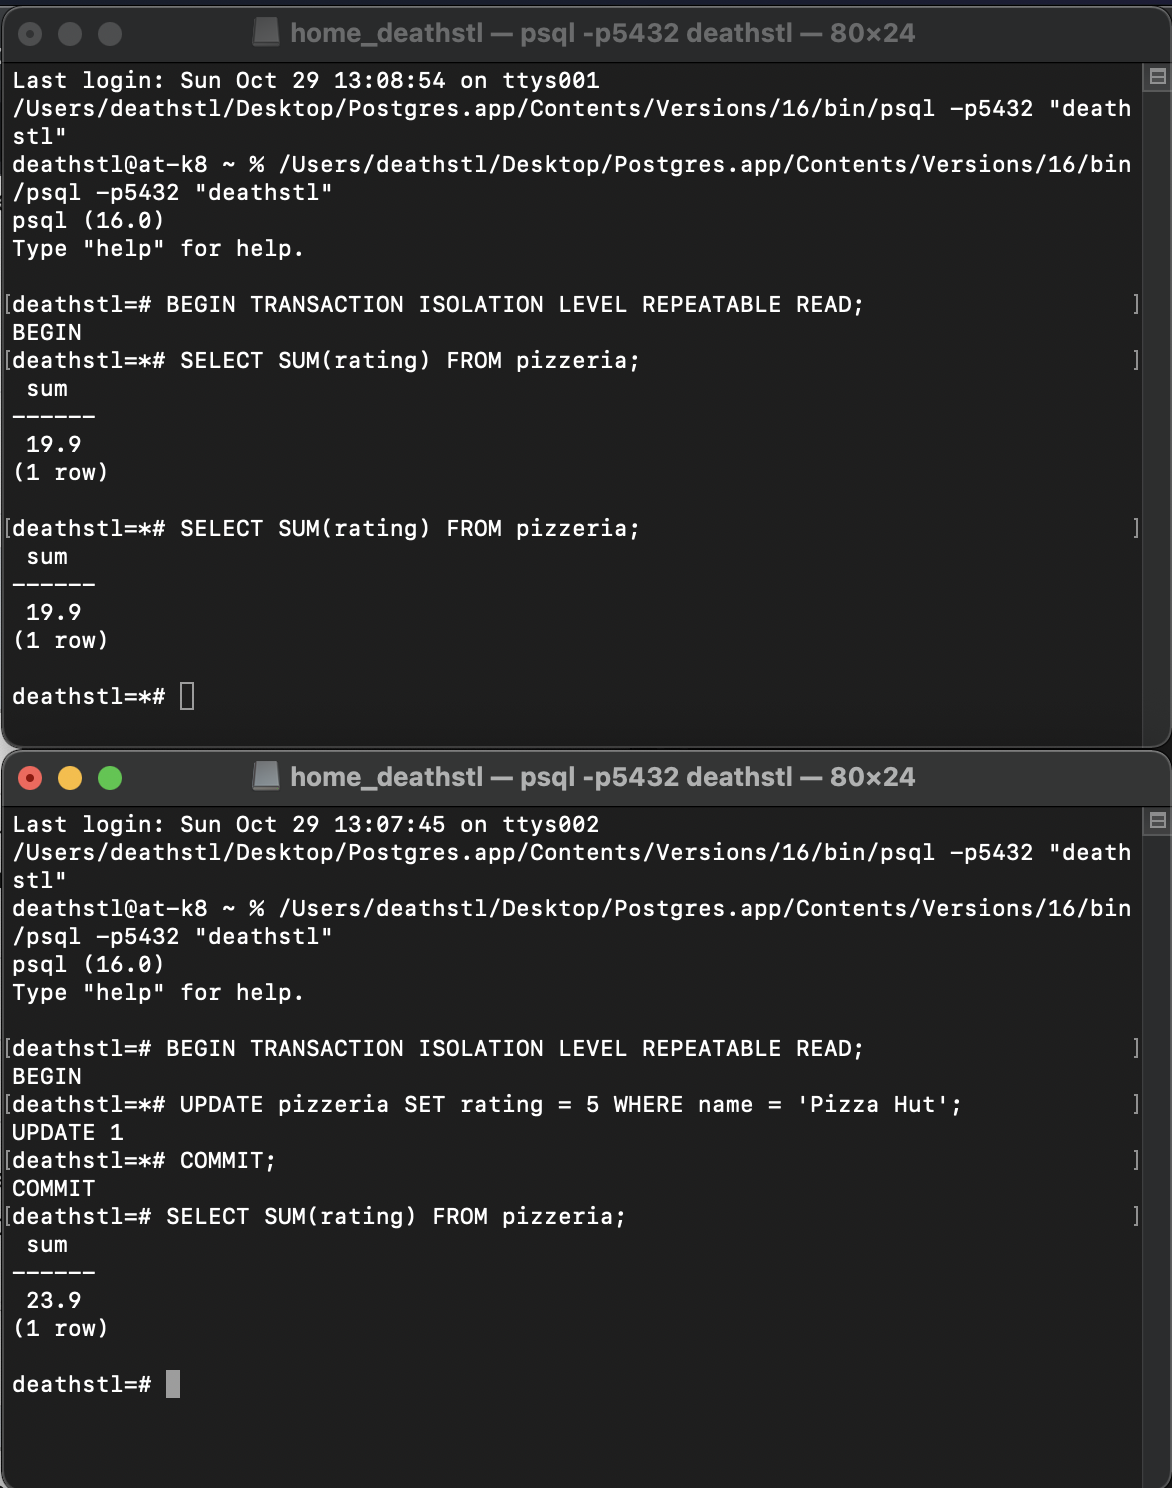 home_deathstl — psql -p5432 deathstl — 80×24
Last login: Sun Oct 29 13:08:54 on ttys001
/Users/deathstl/Desktop/Postgres.app/Contents/Versions/16/bin/psql -p5432 "death
stl"
deathstl@at-k8 ~ % /Users/deathstl/Desktop/Postgres.app/Contents/Versions/16/bin
/psql -p5432 "deathstl"
psql (16.0)
Type "help" for help.
[deathstl=# BEGIN TRANSACTION ISOLATION LEVEL REPEATABLE READ; ]
BEGIN
[deathstl=*# SELECT SUM(rating) FROM pizzeria; ]
sum
------
19.9
(1 row)
[deathstl=*# SELECT SUM(rating) FROM pizzeria; ]
sum
------
19.9
(1 row)
deathstl=*#
home_deathstl — psql -p5432 deathstl — 80×24
Last login: Sun Oct 29 13:07:45 on ttys002
/Users/deathstl/Desktop/Postgres.app/Contents/Versions/16/bin/psql -p5432 "death
stl"
deathstl@at-k8 ~ % /Users/deathstl/Desktop/Postgres.app/Contents/Versions/16/bin
/psql -p5432 "deathstl"
psql (16.0)
Type "help" for help.
[deathstl=# BEGIN TRANSACTION ISOLATION LEVEL REPEATABLE READ; ]
BEGIN
[deathstl=*# UPDATE pizzeria SET rating = 5 WHERE name = 'Pizza Hut'; ]
UPDATE 1
[deathstl=*# COMMIT; ]
COMMIT
[deathstl=# SELECT SUM(rating) FROM pizzeria; ]
sum
------
23.9
(1 row)
deathstl=#